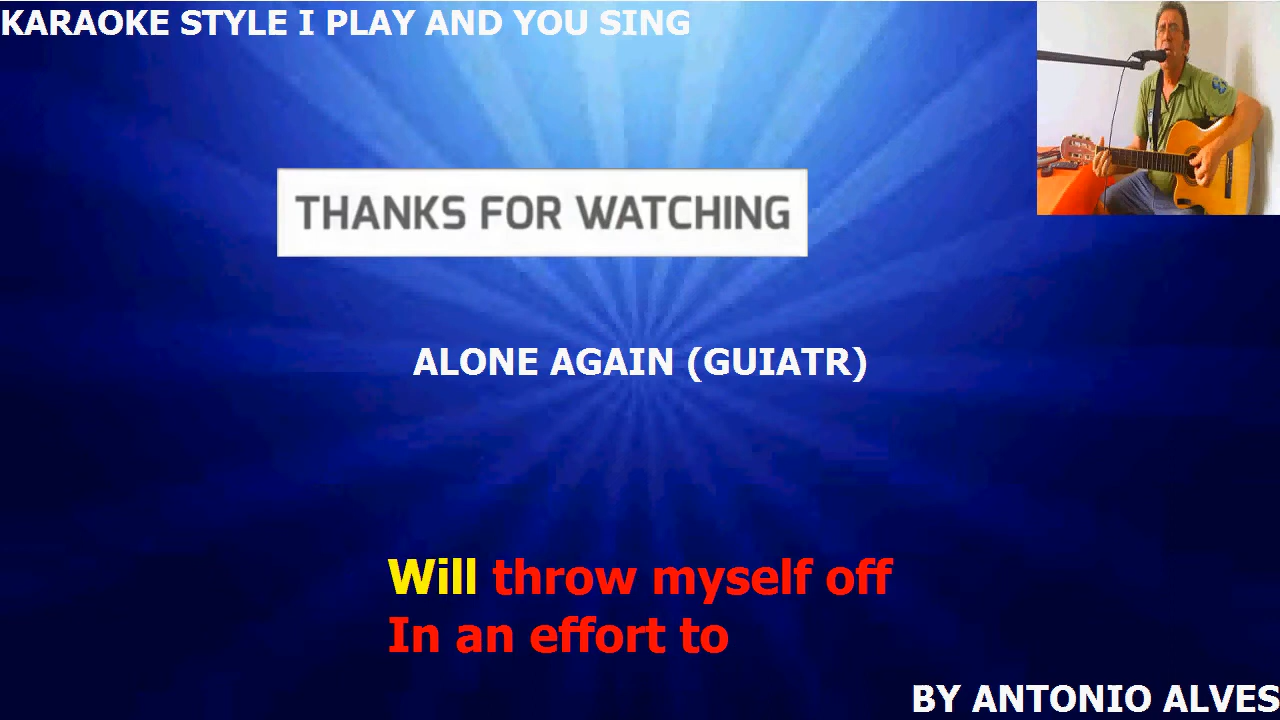 KARAOKE STYLE I PLAY AND YOU SING
THANKS FOR WATCHING
ALONE AGAIN (GUIATR)
Will throw myself off
In an effort to
BY ANTONIO ALVES